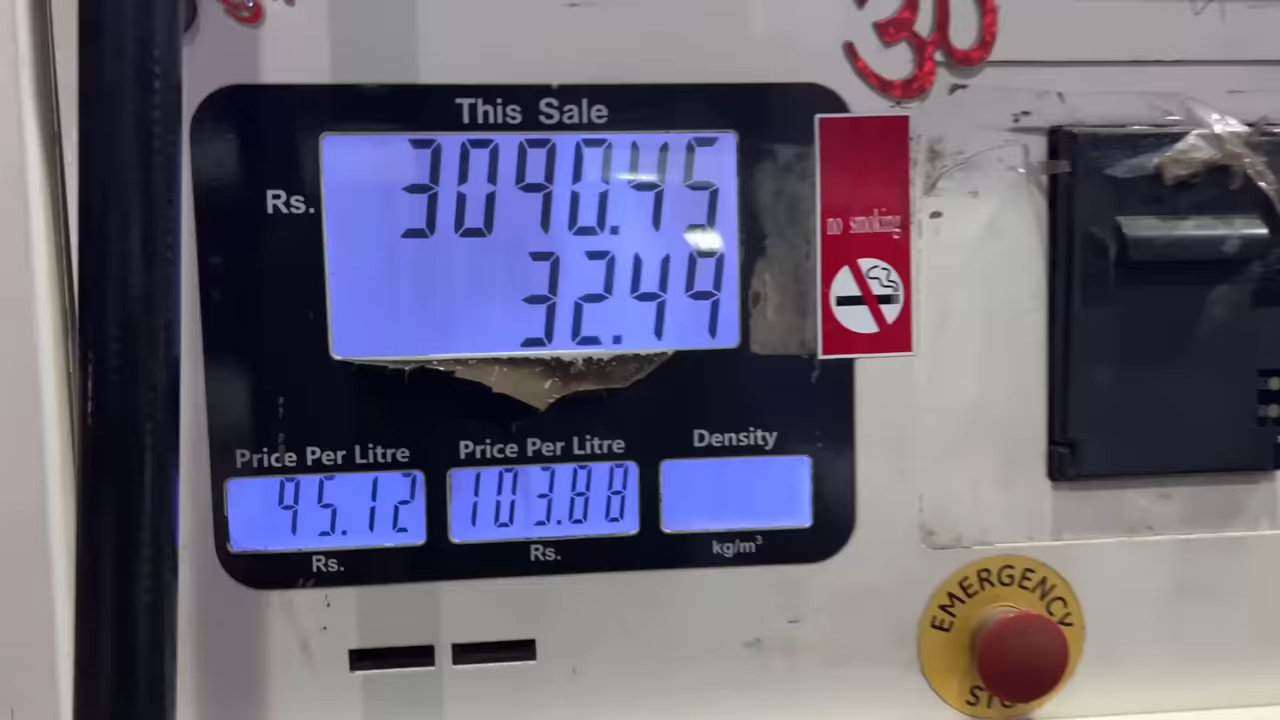 This Sale
Rs. 3090.45
32.49
no smoking
Price Per Litre Price Per Litre Density
95.12 103.88
Rs. Rs. kg/m³
EMERGENCY
ॐ